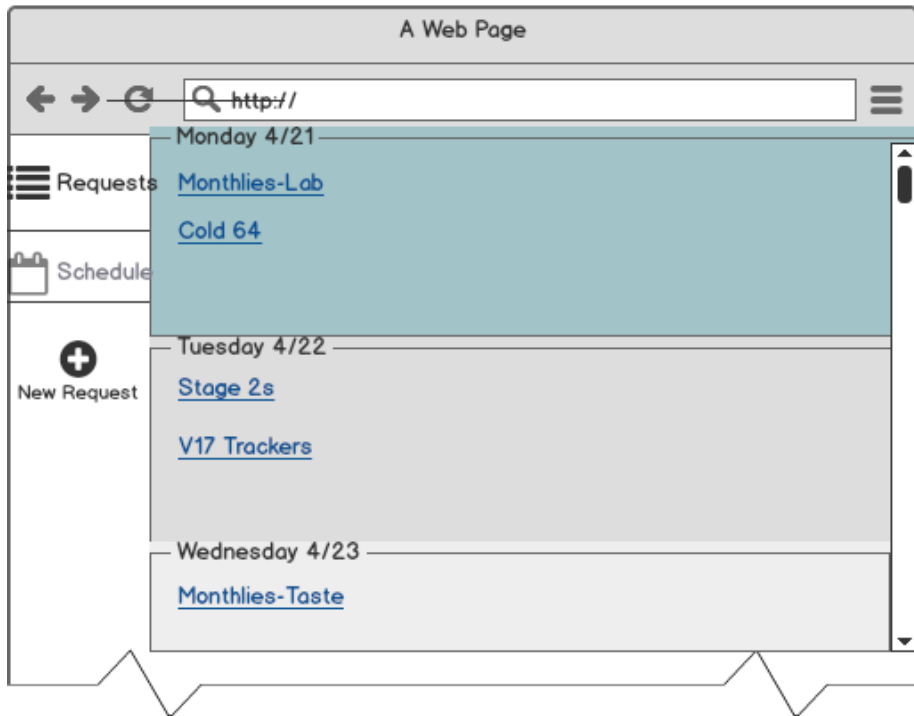 A Web Page
http://
Requests
Schedule
New Request
Monday 4/21
Monthlies-Lab
Cold 64
Tuesday 4/22
Stage 2s
V17 Trackers
Wednesday 4/23
Monthlies-Taste